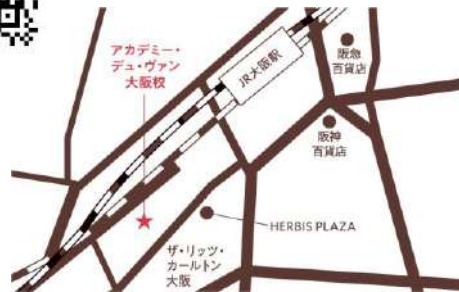 アカデミー・
デュ・ヴァン
大阪校
JR大阪駅
阪急
百貨店
阪神
百貨店
HERBIS PLAZA
ザ・リッツ・
カールトン
大阪